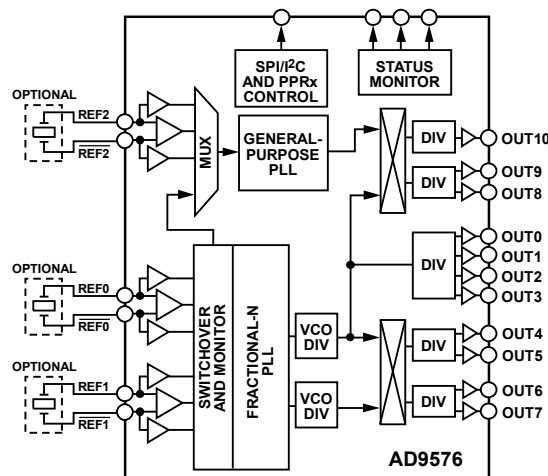 SPI/I²C
AND PPRx
CONTROL
STATUS
MONITOR
OPTIONAL
REF2
REF2
MUX
GENERAL-
PURPOSE
PLL
DIV
OUT10
DIV
OUT9
OUT8
OPTIONAL
REF0
REF0
SWITCHOVER
AND MONITOR
FRACTIONAL-N
PLL
DIV
OUT0
OUT1
OUT2
OUT3
VCO
DIV
DIV
OUT4
OUT5
OPTIONAL
REF1
REF1
VCO
DIV
DIV
OUT6
OUT7
AD9576